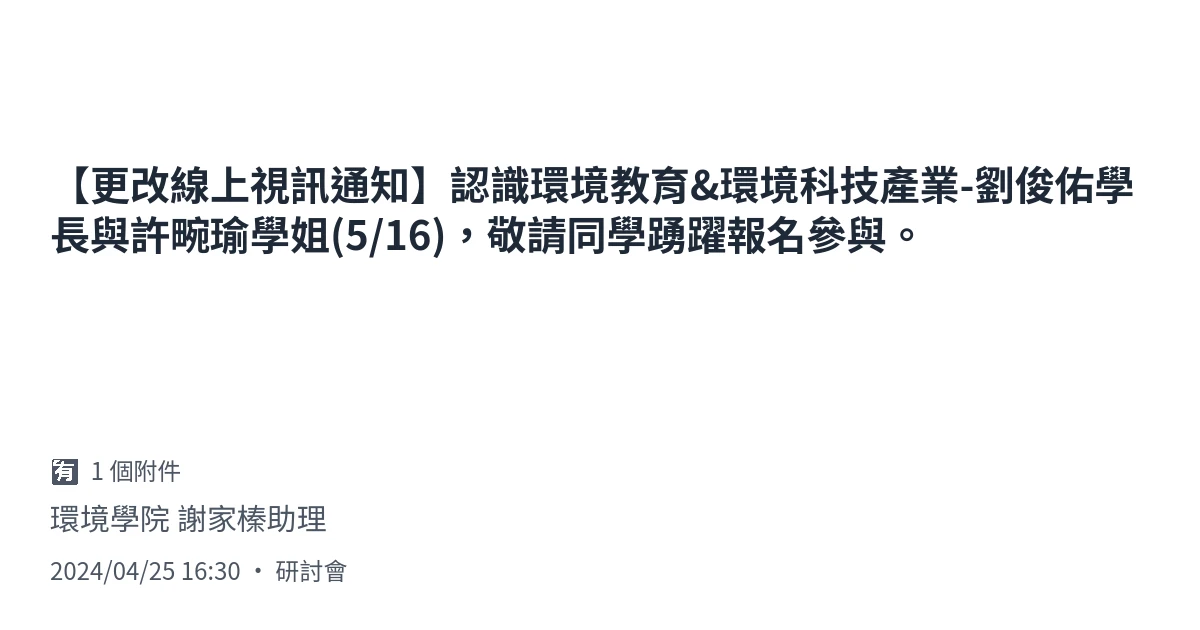 【更改線上視訊通知】認識環境教育&環境科技產業-劉俊佑學
長與許畹瑜學姐(5/16)，敬請同學踴躍報名參與。
有 1 個附件
環境學院 謝家榛助理
2024/04/25 16:30 ・ 研討會